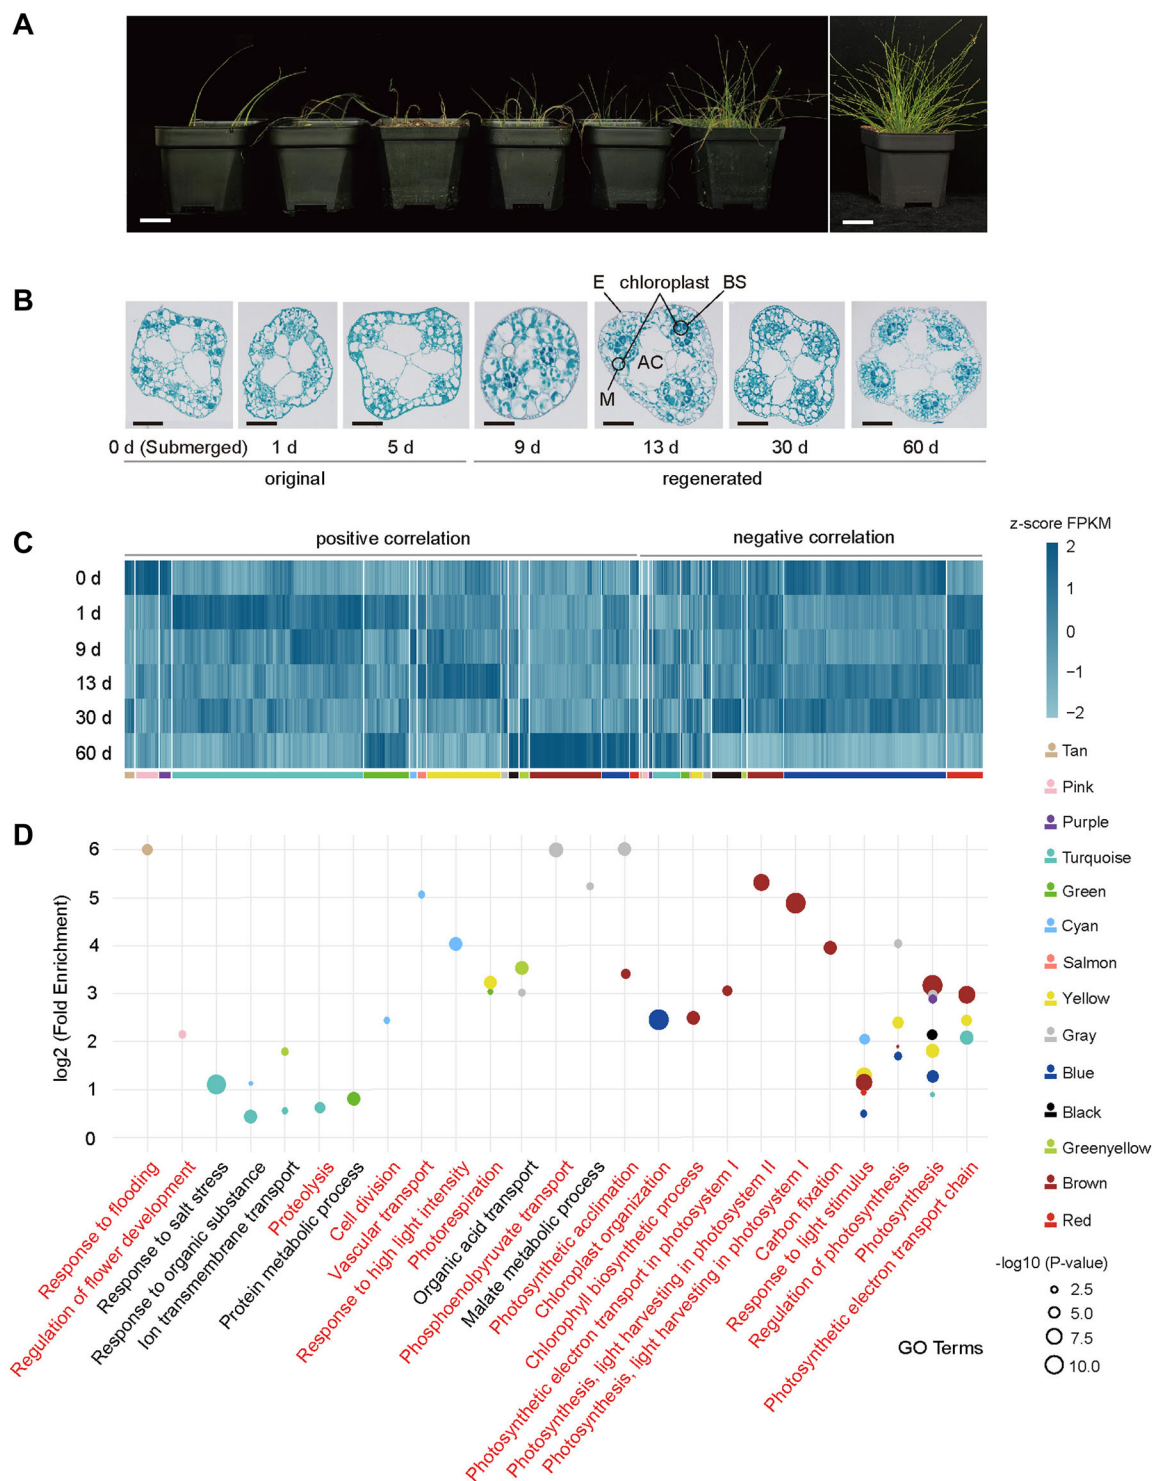 A
B
E chloroplast BS
AC
M
0 d (Submerged) 1 d 5 d 9 d 13 d 30 d 60 d
original regenerated
C
positive correlation negative correlation
0 d
1 d
9 d
13 d
30 d
60 d
z-score FPKM
2
1
0
−1
−2
Tan
Pink
Purple
Turquoise
Green
Cyan
Salmon
Yellow
Gray
Blue
Black
Greenyellow
Brown
Red
-log10 (P-value)
2.5
5.0
7.5
10.0
D
log2 (Fold Enrichment)
6
5
4
3
2
1
0
Response to flooding
Regulation of flower development
Response to salt stress
Response to organic substance
Ion transmembrane transport
Proteolysis
Protein metabolic process
Cell division
Vascular transport
Response to high light intensity
Photorespiration
Organic acid transport
Phosphoenolpyruvate transport
Malate metabolic process
Photosynthetic acclimation
Chloroplast organization
Chlorophyll biosynthetic process
Photosynthetic electron transport in photosystem I
Photosynthesis, light harvesting in photosystem II
Photosynthesis, light harvesting in photosystem I
Carbon fixation
Response to light stimulus
Regulation of photosynthesis
Photosynthesis
Photosynthetic electron transport chain
GO Terms